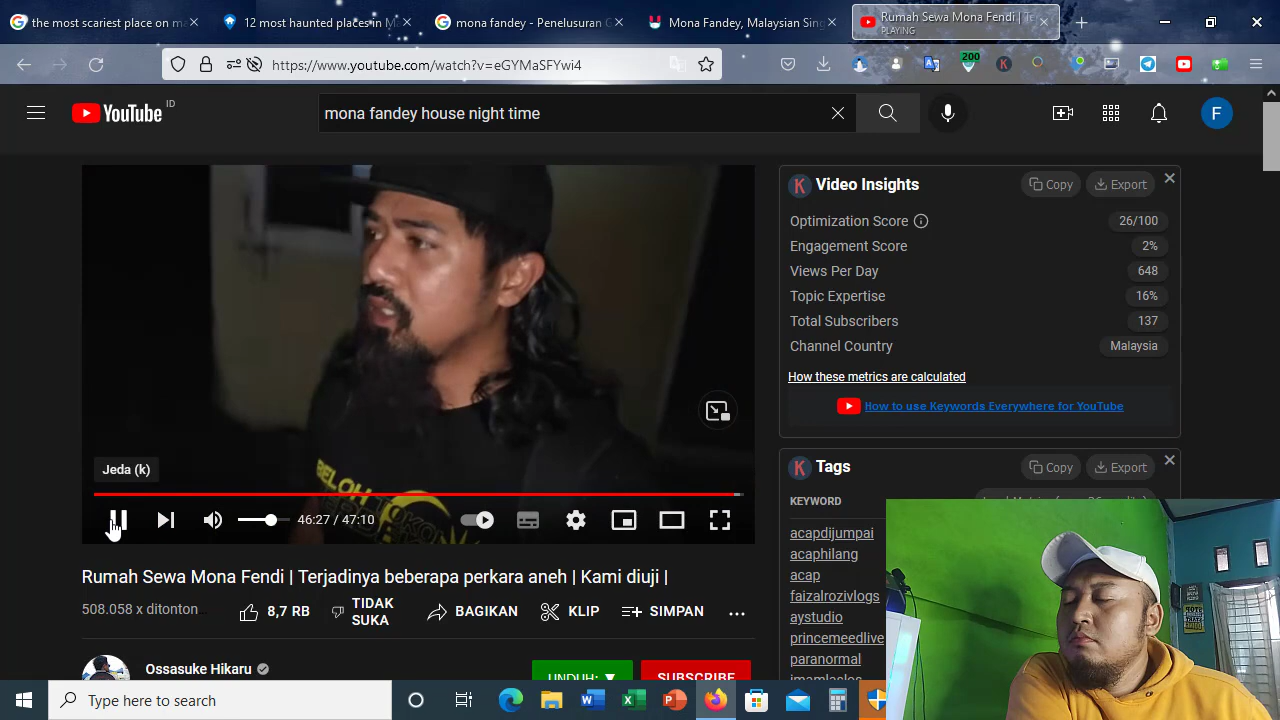 the scariest place on ma
12 most haunted places in M
mona fandey - Penelusuran G
Mona Fandey, Malaysian Sing
Rumah Sewa Mona Fendi | Te
PLAYING
https://www.youtube.com/watch?v=eGYMaSFYwi4
200
YouTube ID
mona fandey house night time
F
Video Insights
Copy
Export
Optimization Score 26/100
Engagement Score 2%
Views Per Day 648
Topic Expertise 16%
Total Subscribers 137
Channel Country Malaysia
How these metrics are calculated
How to use Keywords Everywhere for YouTube
Tags
Copy
Export
KEYWORD
acapdijumpai
acaphilang
acap
faizalrozivlogs
aystudio
princemeedlive
paranormal
Jeda (k)
46:27 / 47:10
Rumah Sewa Mona Fendi | Terjadinya beberapa perkara aneh | Kami diuji |
508.058 x ditonton
8,7 RB
TIDAK SUKA
BAGIKAN
KLIP
SIMPAN
Ossasuke Hikaru
UNDUH: ▼
SUBSCRIBE
Type here to search